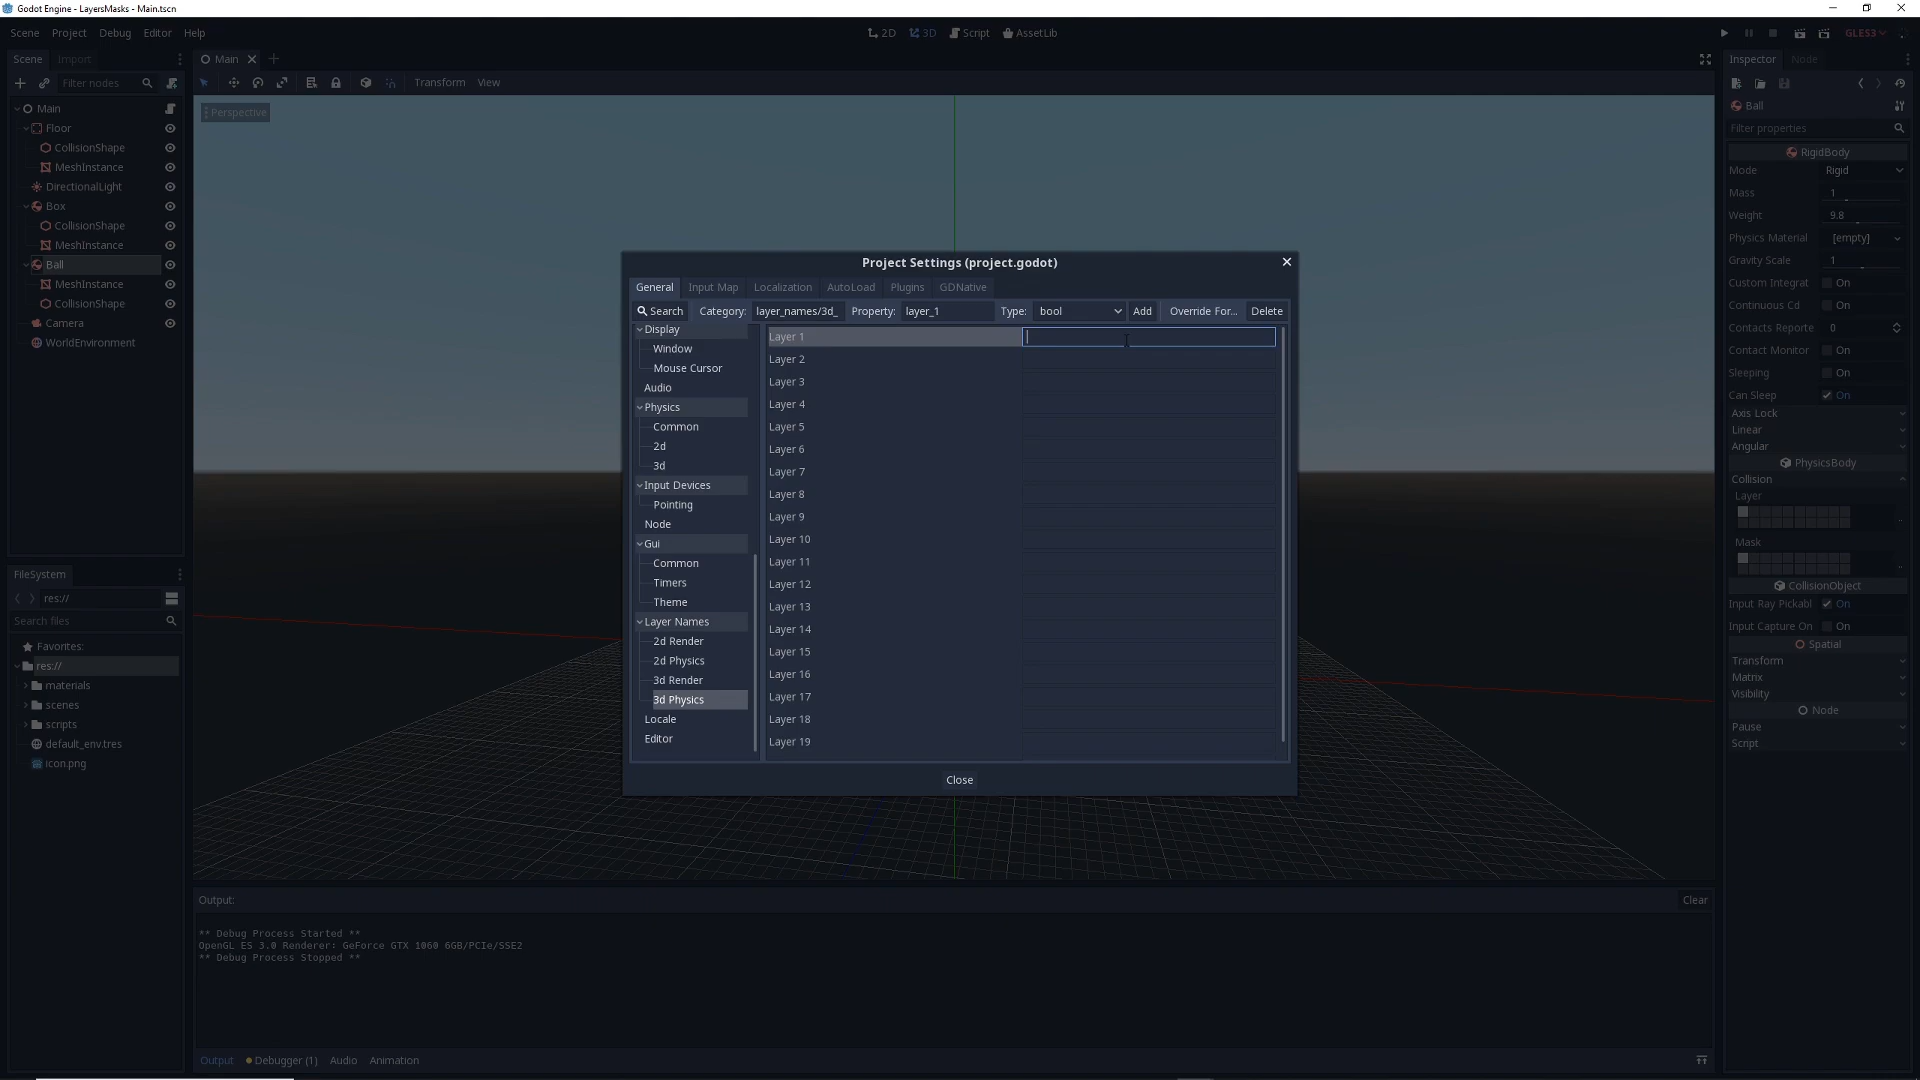 Godot Engine - LayersMasks - Main.tscn
Scene Project Debug Editor Help
2D 3D Script AssetLib
GLES3
Scene Import
Main
Inspector Node
Filter nodes
Transform View
Main
Floor
CollisionShape
MeshInstance
DirectionalLight
Box
CollisionShape
MeshInstance
Ball
MeshInstance
CollisionShape
Camera
WorldEnvironment
FileSystem
res://
Search files
Favorites:
res://
materials
scenes
scripts
default_env.tres
icon.png
Perspective
Project Settings (project.godot)
General Input Map Localization AutoLoad Plugins GDNative
Search Category: layer_names/3d_ Property: layer_1 Type: bool Add Override For... Delete
Display
Window
Mouse Cursor
Audio
Physics
Common
2d
3d
Input Devices
Pointing
Node
Gui
Common
Timers
Theme
Layer Names
2d Render
2d Physics
3d Render
3d Physics
Locale
Editor
Layer 1
Layer 2
Layer 3
Layer 4
Layer 5
Layer 6
Layer 7
Layer 8
Layer 9
Layer 10
Layer 11
Layer 12
Layer 13
Layer 14
Layer 15
Layer 16
Layer 17
Layer 18
Layer 19
Close
Output:
Clear
** Debug Process Started **
OpenGL ES 3.0 Renderer: GeForce GTX 1060 6GB/PCIe/SSE2
** Debug Process Stopped **
Output Debugger (1) Audio Animation
Ball
Filter properties
RigidBody
Mode Rigid
Mass 1
Weight 9.8
Physics Material [empty]
Gravity Scale 1
Custom Integrat On
Continuous Cd On
Contacts Reporte 0
Contact Monitor On
Sleeping On
Can Sleep On
Axis Lock
Linear
Angular
PhysicsBody
Collision
Layer
Mask
CollisionObject
Input Ray Pickabl On
Input Capture On On
Spatial
Transform
Matrix
Visibility
Node
Pause
Script